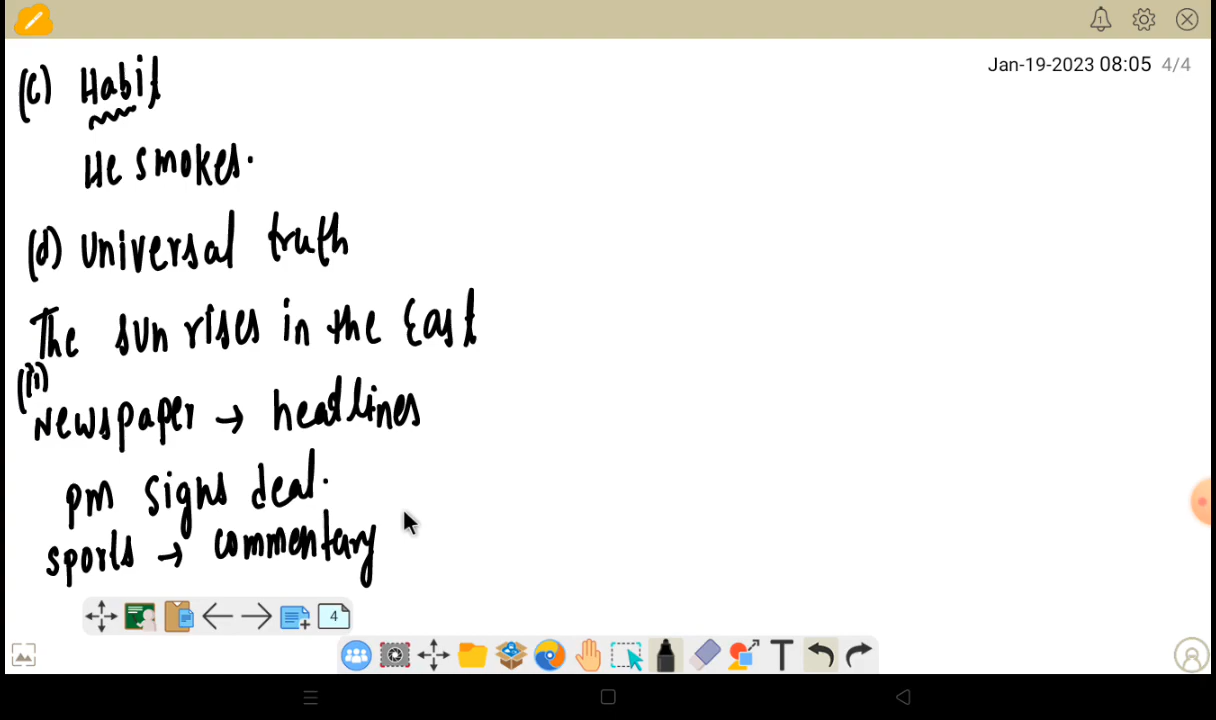 Jan-19-2023 08:05 4/4
(c) Habit
He smokes.
(d) Universal truth
The sun rises in the East
(ii)
Newspaper → headlines
pm signs deal.
sports → commentary
4
T
1